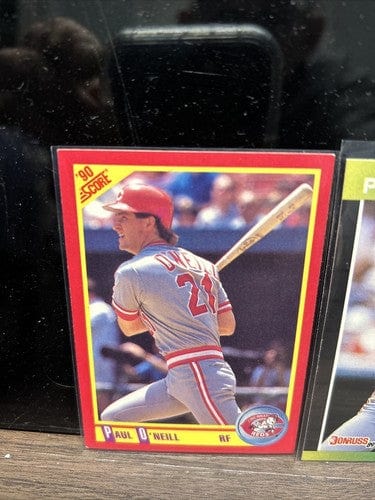 '90
SCORE
O'NEILL
21
PAUL O'NEILL
RF
REDS
P
DONRUSS